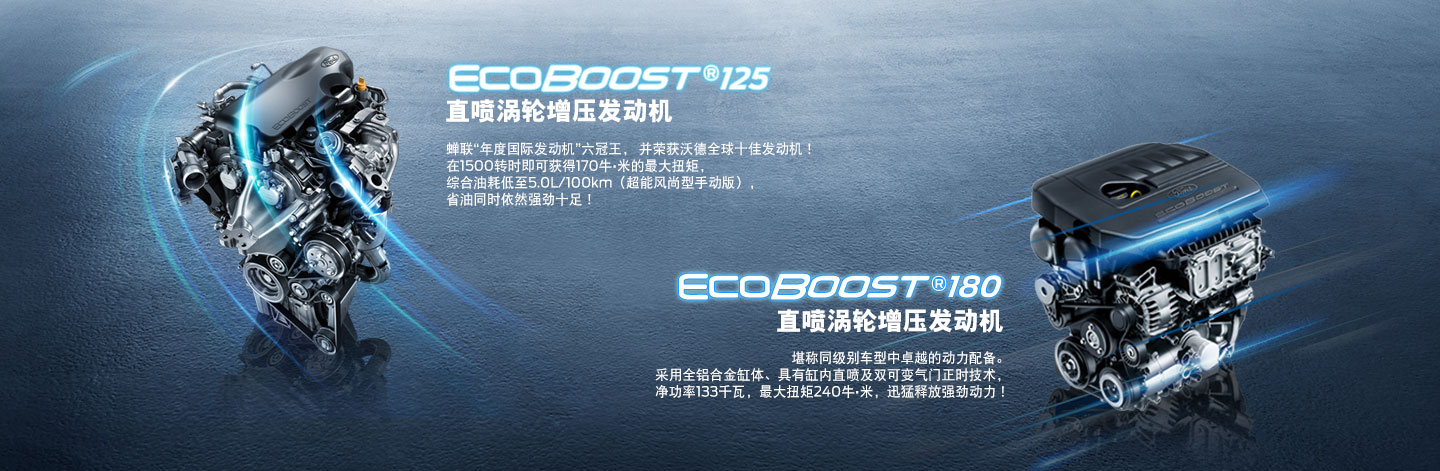 ECOBOOST®125
直喷涡轮增压发动机
蝉联“年度国际发动机”六冠王，并荣获沃德全球十佳发动机！
在1500转时即可获得170牛·米的最大扭矩，
综合油耗低至5.0L/100km（超能风尚型手动版），
省油同时依然强劲十足！
ECOBOOST
ECOBOOST®180
直喷涡轮增压发动机
堪称同级别车型中卓越的动力配备。
采用全铝合金缸体、具有缸内直喷及双可变气门正时技术，
净功率133千瓦，最大扭矩240牛·米，迅猛释放强劲动力！
ECOBOOST